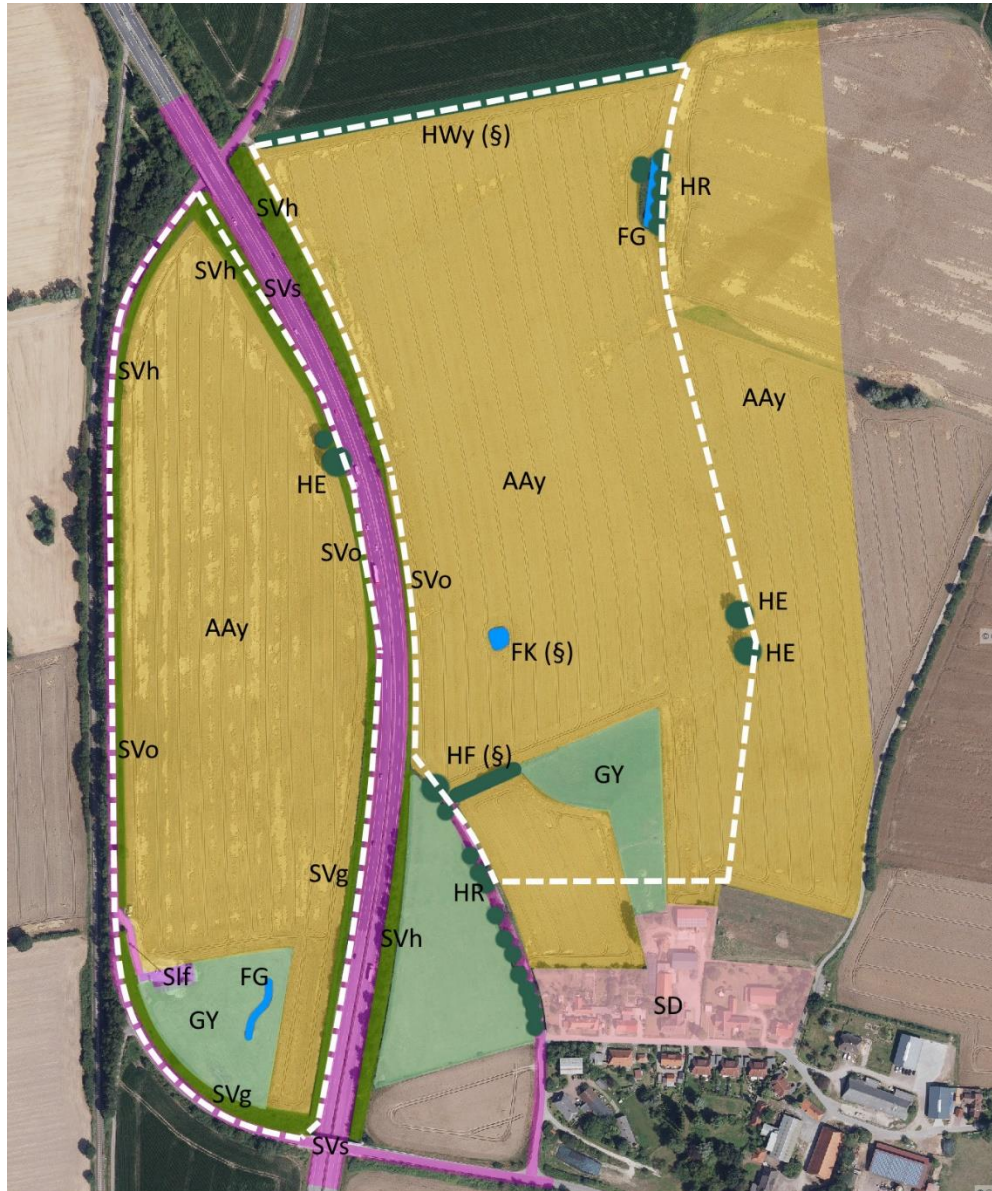 HWy (§)
HR
FG
SVh
SVh
SVs
SVh
AAy
HE
AAy
SVo
SVo
HE
AAy
FK (§)
HE
SVo
HF (§)
GY
SVg
HR
SVh
SIf
FG
GY
SD
SVg
SVs